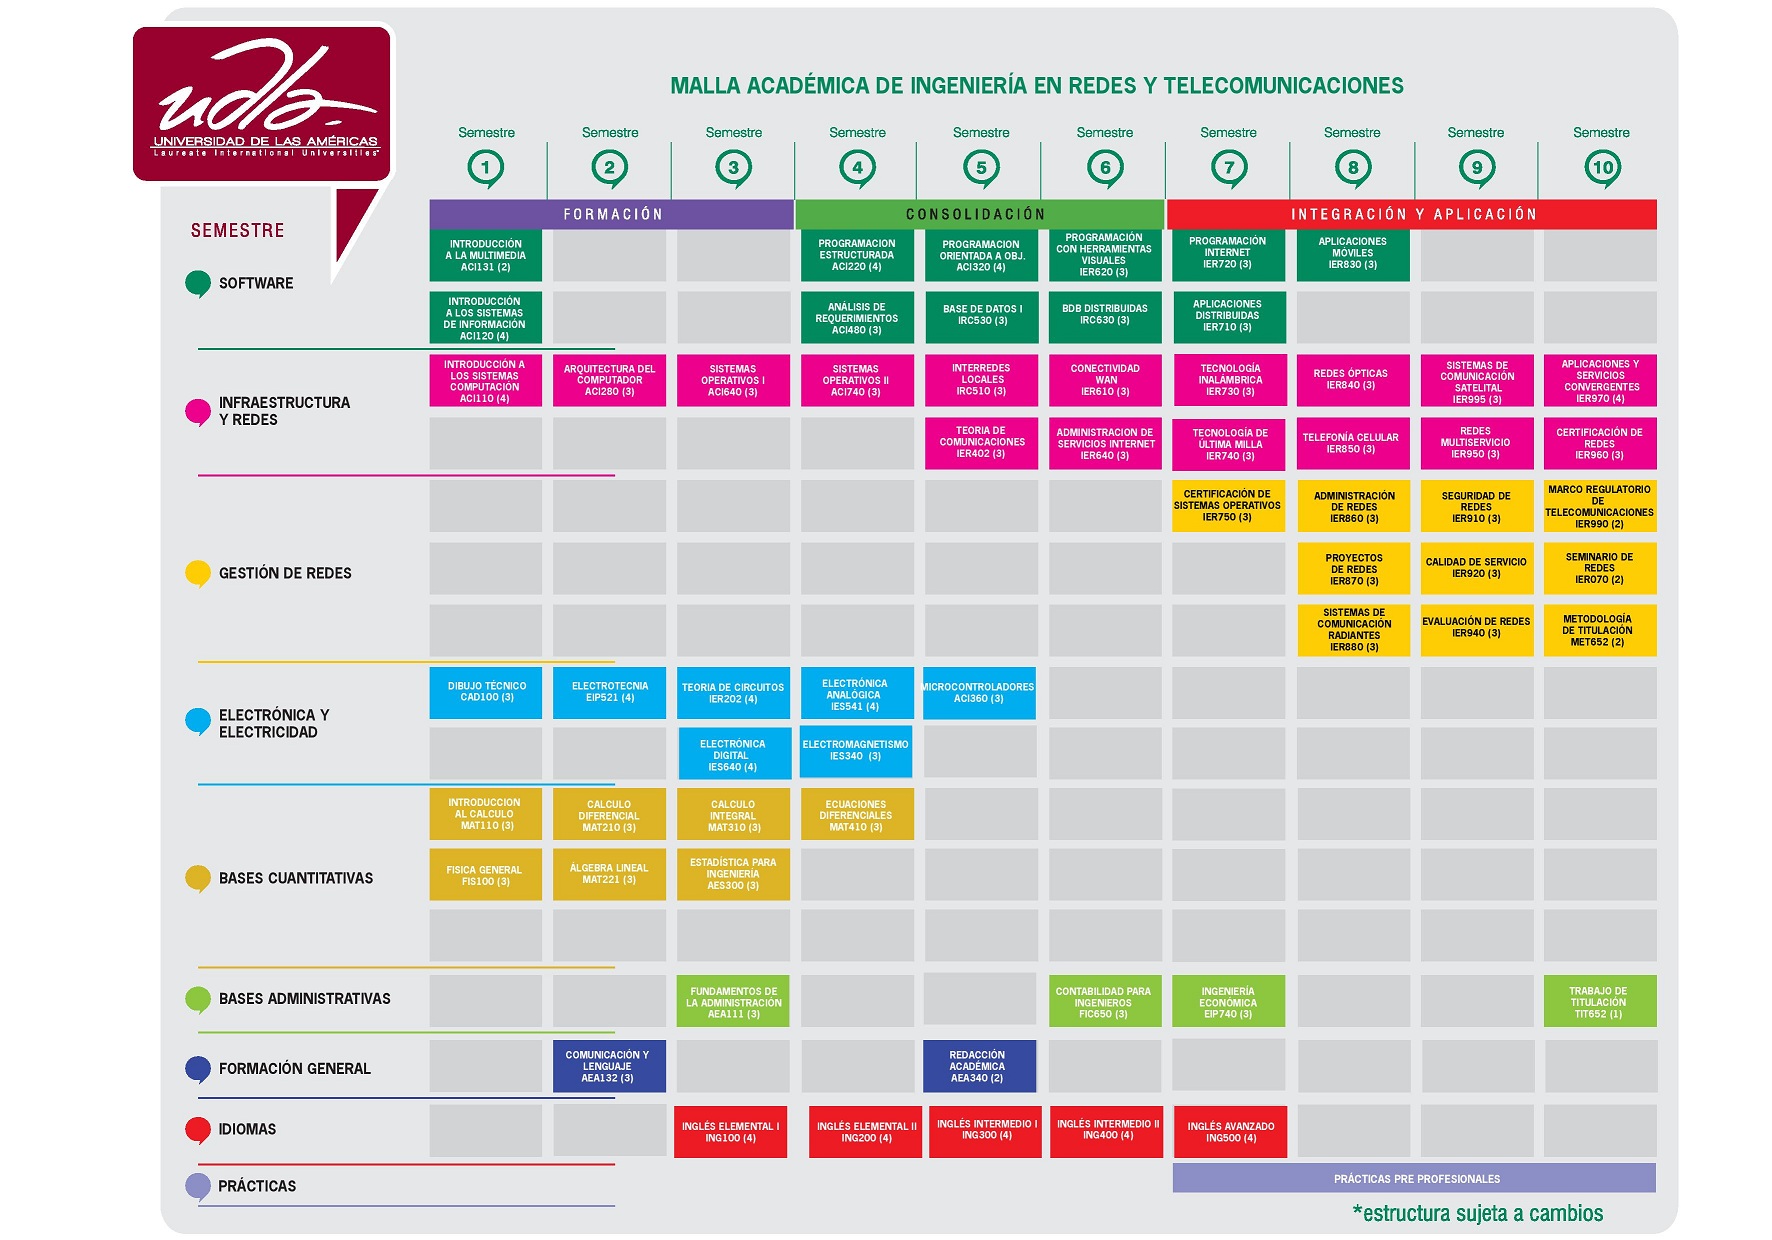 udla
UNIVERSIDAD DE LAS AMÉRICAS
Laureate International Universities®
MALLA ACADÉMICA DE INGENIERÍA EN REDES Y TELECOMUNICACIONES
Semestre Semestre Semestre Semestre Semestre Semestre Semestre Semestre Semestre Semestre
1 2 3 4 5 6 7 8 9 10
FORMACIÓN CONSOLIDACIÓN INTEGRACIÓN Y APLICACIÓN
SEMESTRE
SOFTWARE
INTRODUCCIÓN
A LA MULTIMEDIA
ACI131 (2)
PROGRAMACION
ESTRUCTURADA
ACI220 (4)
PROGRAMACION
ORIENTADA A OBJ.
ACI320 (4)
PROGRAMACIÓN
CON HERRAMIENTAS
VISUALES
IER620 (3)
PROGRAMACIÓN
INTERNET
IER720 (3)
APLICACIONES
MÓVILES
IER830 (3)
INTRODUCCIÓN
A LOS SISTEMAS
DE INFORMACIÓN
ACI120 (4)
ANÁLISIS DE
REQUERIMIENTOS
ACI480 (3)
BASE DE DATOS I
IRC530 (3)
BDB DISTRIBUIDAS
IRC630 (3)
APLICACIONES
DISTRIBUIDAS
IER710 (3)
INFRAESTRUCTURA
Y REDES
INTRODUCCIÓN A
LOS SISTEMAS
COMPUTACIÓN
ACI110 (4)
ARQUITECTURA DEL
COMPUTADOR
ACI280 (3)
SISTEMAS
OPERATIVOS I
ACI640 (3)
SISTEMAS
OPERATIVOS II
ACI740 (3)
INTERREDES
LOCALES
IRC510 (3)
CONECTIVIDAD
WAN
IER610 (3)
TECNOLOGÍA
INALÁMBRICA
IER730 (3)
REDES ÓPTICAS
IER840 (3)
SISTEMAS DE
COMUNICACIÓN
SATELITAL
IER995 (3)
APLICACIONES Y
SERVICIOS
CONVERGENTES
IER970 (4)
TEORIA DE
COMUNICACIONES
IER402 (3)
ADMINISTRACION DE
SERVICIOS INTERNET
IER640 (3)
TECNOLOGÍA DE
ÚLTIMA MILLA
IER740 (3)
TELEFONÍA CELULAR
IER850 (3)
REDES
MULTISERVICIO
IER950 (3)
CERTIFICACIÓN DE
REDES
IER960 (3)
GESTIÓN DE REDES
CERTIFICACIÓN DE
SISTEMAS OPERATIVOS
IER750 (3)
ADMINISTRACIÓN
DE REDES
IER860 (3)
SEGURIDAD DE
REDES
IER910 (3)
MARCO REGULATORIO
DE
TELECOMUNICACIONES
IER990 (2)
PROYECTOS
DE REDES
IER870 (3)
CALIDAD DE SERVICIO
IER920 (3)
SEMINARIO DE
REDES
IER070 (2)
SISTEMAS DE
COMUNICACIÓN
RADIANTES
IER880 (3)
EVALUACIÓN DE REDES
IER940 (3)
METODOLOGÍA
DE TITULACIÓN
MET652 (2)
ELECTRÓNICA Y
ELECTRICIDAD
DIBUJO TÉCNICO
CAD100 (3)
ELECTROTECNIA
EIP521 (4)
TEORIA DE CIRCUITOS
IER202 (4)
ELECTRÓNICA
ANALÓGICA
IES541 (4)
MICROCONTROLADORES
ACI360 (3)
ELECTRÓNICA
DIGITAL
IES640 (4)
ELECTROMAGNETISMO
IES340 (3)
BASES CUANTITATIVAS
INTRODUCCION
AL CALCULO
MAT110 (3)
CALCULO
DIFERENCIAL
MAT210 (3)
CALCULO
INTEGRAL
MAT310 (3)
ECUACIONES
DIFERENCIALES
MAT410 (3)
FISICA GENERAL
FIS100 (3)
ÁLGEBRA LINEAL
MAT221 (3)
ESTADÍSTICA PARA
INGENIERÍA
AES300 (3)
BASES ADMINISTRATIVAS
FUNDAMENTOS DE
LA ADMINISTRACIÓN
AEA111 (3)
CONTABILIDAD PARA
INGENIEROS
FIC650 (3)
INGENIERÍA
ECONÓMICA
EIP740 (3)
TRABAJO DE
TITULACIÓN
TIT652 (1)
FORMACIÓN GENERAL
COMUNICACIÓN Y
LENGUAJE
AEA132 (3)
REDACCIÓN
ACADÉMICA
AEA340 (2)
IDIOMAS
INGLÉS ELEMENTAL I
ING100 (4)
INGLÉS ELEMENTAL II
ING200 (4)
INGLÉS INTERMEDIO I
ING300 (4)
INGLÉS INTERMEDIO II
ING400 (4)
INGLÉS AVANZADO
ING500 (4)
PRÁCTICAS
PRÁCTICAS PRE PROFESIONALES
*estructura sujeta a cambios